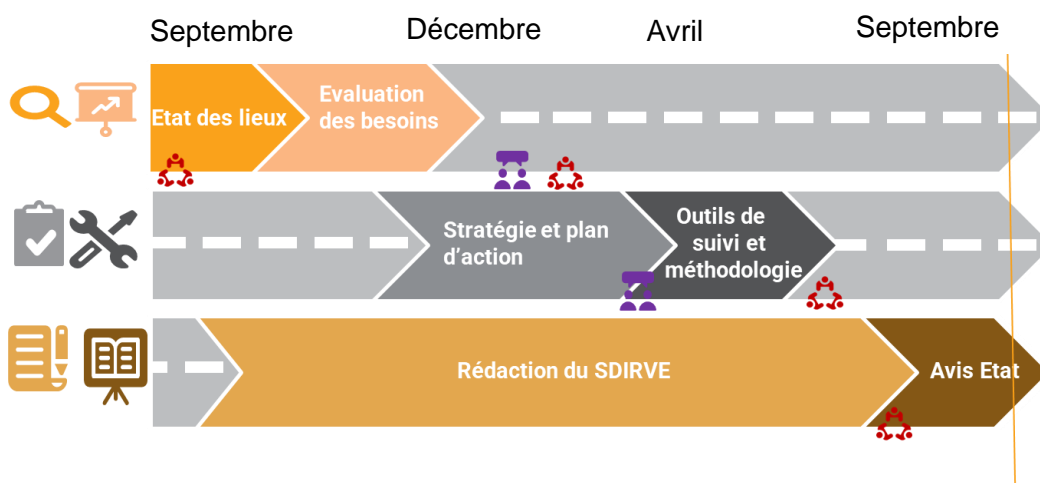 Septembre
Décembre
Avril
Septembre
Etat des lieux
Evaluation
des besoins
Stratégie et plan
d'action
Outils de
suivi et
méthodologie
Rédaction du SDIRVE
Avis Etat